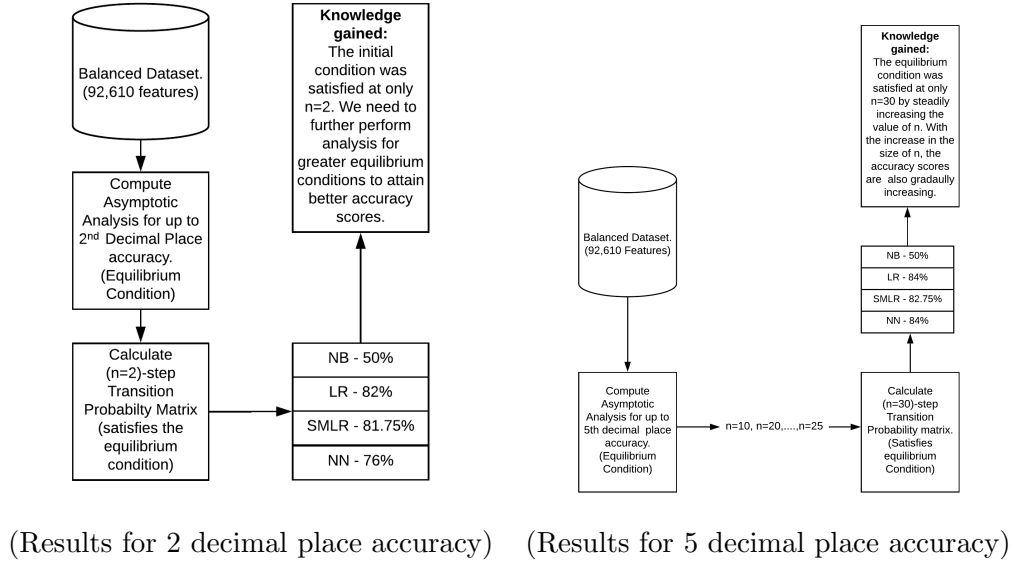 Balanced Dataset.
(92,610 features)
Compute
Asymptotic
Analysis for up to
2nd Decimal Place
accuracy.
(Equilibrium
Condition)
Calculate
(n=2)-step
Transition
Probabilty Matrix
(satisfies the
equilibrium
condition)
NB - 50%
LR - 82%
SMLR - 81.75%
NN - 76%
Knowledge
gained:
The initial
condition was
satisfied at only
n=2. We need to
further perform
analysis for
greater equilibrium
conditions to attain
better accuracy
scores.
(Results for 2 decimal place accuracy)
Balanced Dataset.
(92,610 Features)
Compute
Asymptotic
Analysis for up to
5th decimal place
accuracy.
(Equilibrium
Condition)
n=10, n=20,....,n=25
Calculate
(n=30)-step
Transition
Probability matrix.
(Satisfies
equilibrium
Condition)
NB - 50%
LR - 84%
SMLR - 82.75%
NN - 84%
Knowledge
gained:
The equilibrium
condition was
satisfied at only
n=30 by steadily
increasing the
value of n. With
the increase in the
size of n, the
accuracy scores
are also gradaully
increasing.
(Results for 5 decimal place accuracy)